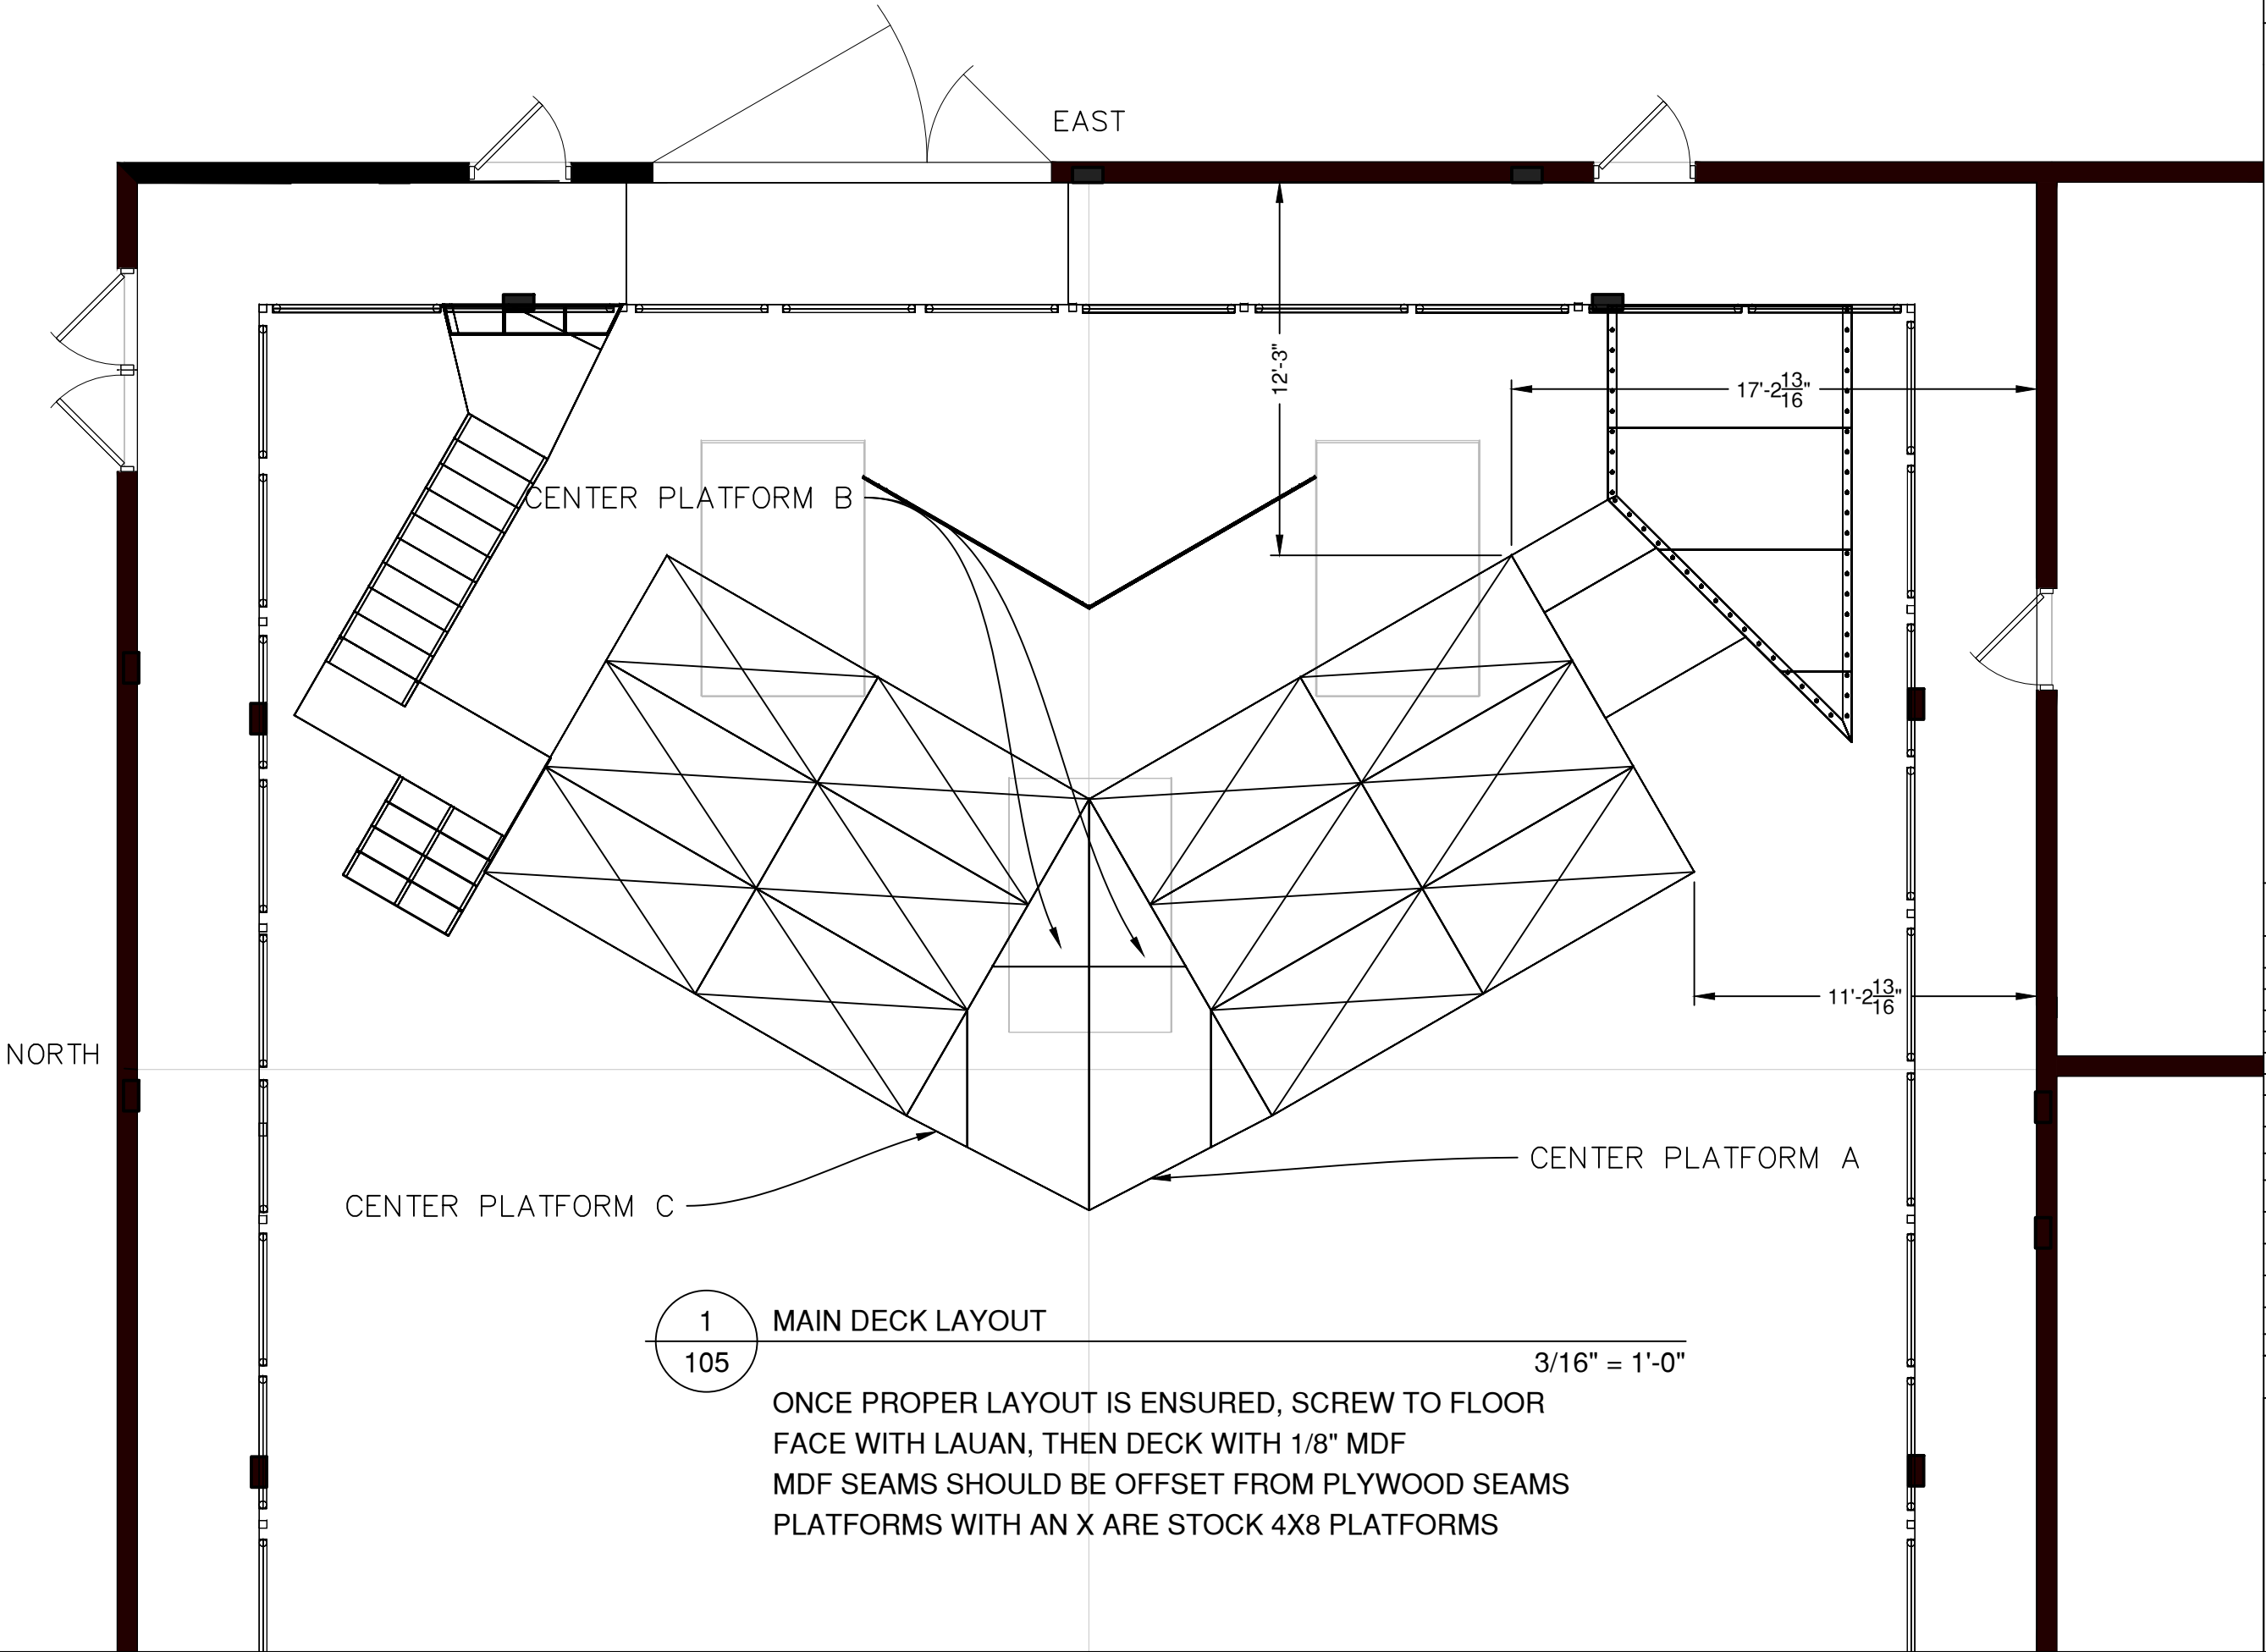 EAST
12'-3"
17'-2 13/16"
CENTER PLATFORM B
11'-2 13/16"
NORTH
CENTER PLATFORM A
CENTER PLATFORM C
1
MAIN DECK LAYOUT
105
3/16" = 1'-0"
ONCE PROPER LAYOUT IS ENSURED, SCREW TO FLOOR
FACE WITH LAUAN, THEN DECK WITH 1/8" MDF
MDF SEAMS SHOULD BE OFFSET FROM PLYWOOD SEAMS
PLATFORMS WITH AN X ARE STOCK 4X8 PLATFORMS